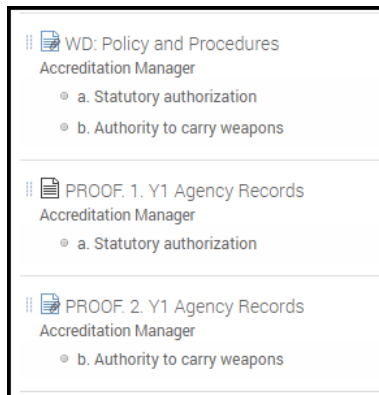 WD: Policy and Procedures
Accreditation Manager
a. Statutory authorization
b. Authority to carry weapons
PROOF. 1. Y1 Agency Records
Accreditation Manager
a. Statutory authorization
PROOF. 2. Y1 Agency Records
Accreditation Manager
b. Authority to carry weapons